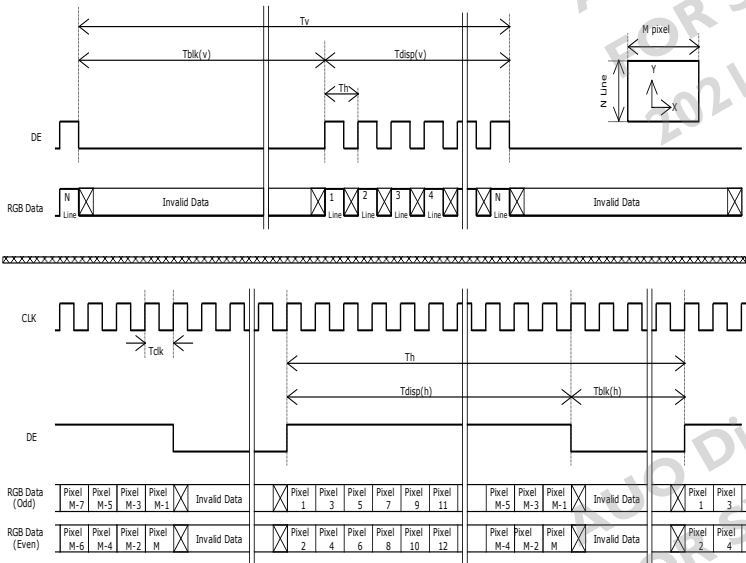 Tv
Tblk(v)
Tdisp(v)
Th
M pixel
N Line
Y
X
DE
RGB Data
N
Line
Invalid Data
1
Line
2
Line
3
Line
4
Line
N
Line
Invalid Data
CLK
Tclk
Th
Tdisp(h)
Tblk(h)
DE
RGB Data
(Odd)
Pixel Pixel Pixel Pixel
M-7 M-5 M-3 M-1
Invalid Data
Pixel Pixel Pixel Pixel Pixel Pixel
1 3 5 7 9 11
Pixel Pixel Pixel
M-5 M-3 M-1
Invalid Data
Pixel Pixel
1 3
RGB Data
(Even)
Pixel Pixel Pixel Pixel
M-6 M-4 M-2 M
Invalid Data
Pixel Pixel Pixel Pixel Pixel Pixel
2 4 6 8 10 12
Pixel Pixel Pixel
M-4 M-2 M
Invalid Data
Pixel Pixel
2 4
FOR
2021
AUO Di
FOR